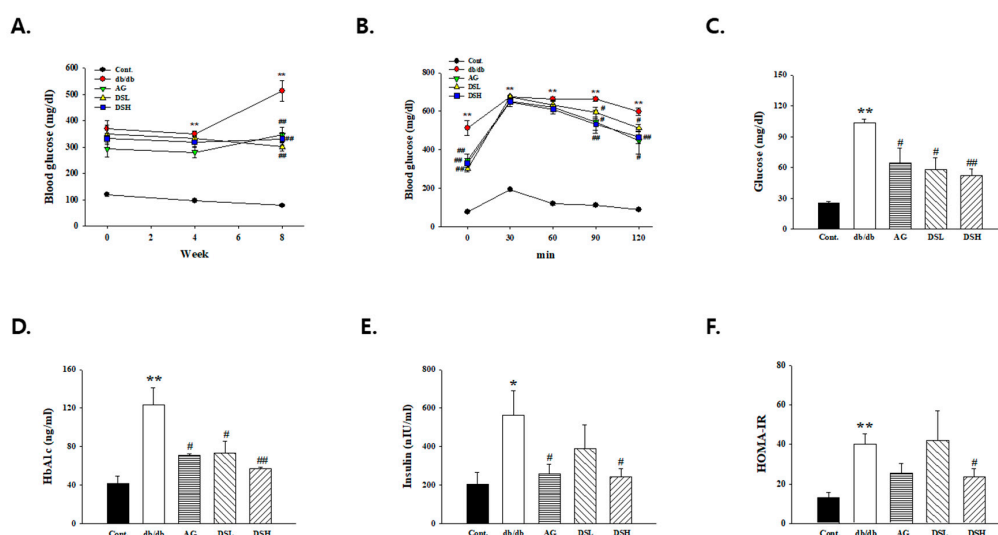 A.
600
500
400
300
200
100
0
Blood glucose (mg/dl)
0 2 4 6 8
Week
Cont.
db/db
AG
DSL
DSH
**
**
##
##
##
B.
800
600
400
200
0
Blood glucose (mg/dl)
0 30 60 90 120
min
Cont.
db/db
AG
DSL
DSH
**
**
**
**
**
##
##
##
#
#
##
#
##
#
C.
150
120
90
60
30
0
Glucose (mg/dl)
**
#
#
##
Cont. db/db AG DSL DSH
D.
160
120
80
40
0
HbA1c (ng/ml)
**
#
#
##
Cont. db/db AG DSL DSH
E.
800
600
400
200
0
Insulin (uIU/ml)
*
#
#
Cont. db/db AG DSL DSH
F.
80
60
40
20
0
HOMA-IR
**
#
Cont. db/db AG DSL DSH